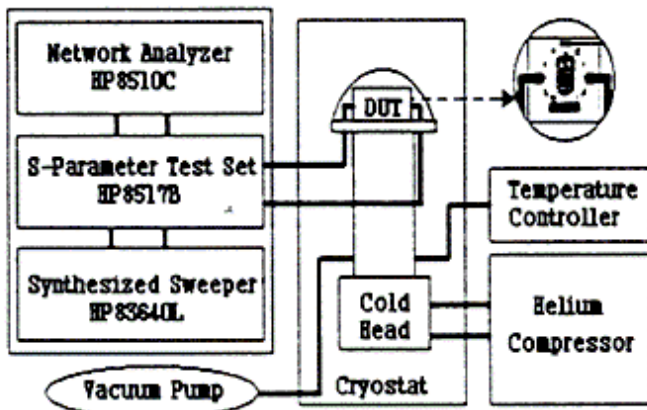 Network Analyzer
HP8510C
S-Parameter Test Set
HP8517B
Synthesized Sweeper
HP83640L
Vacuum Pump
DUT
Cold
Head
Cryostat
Temperature
Controller
Helium
Compressor